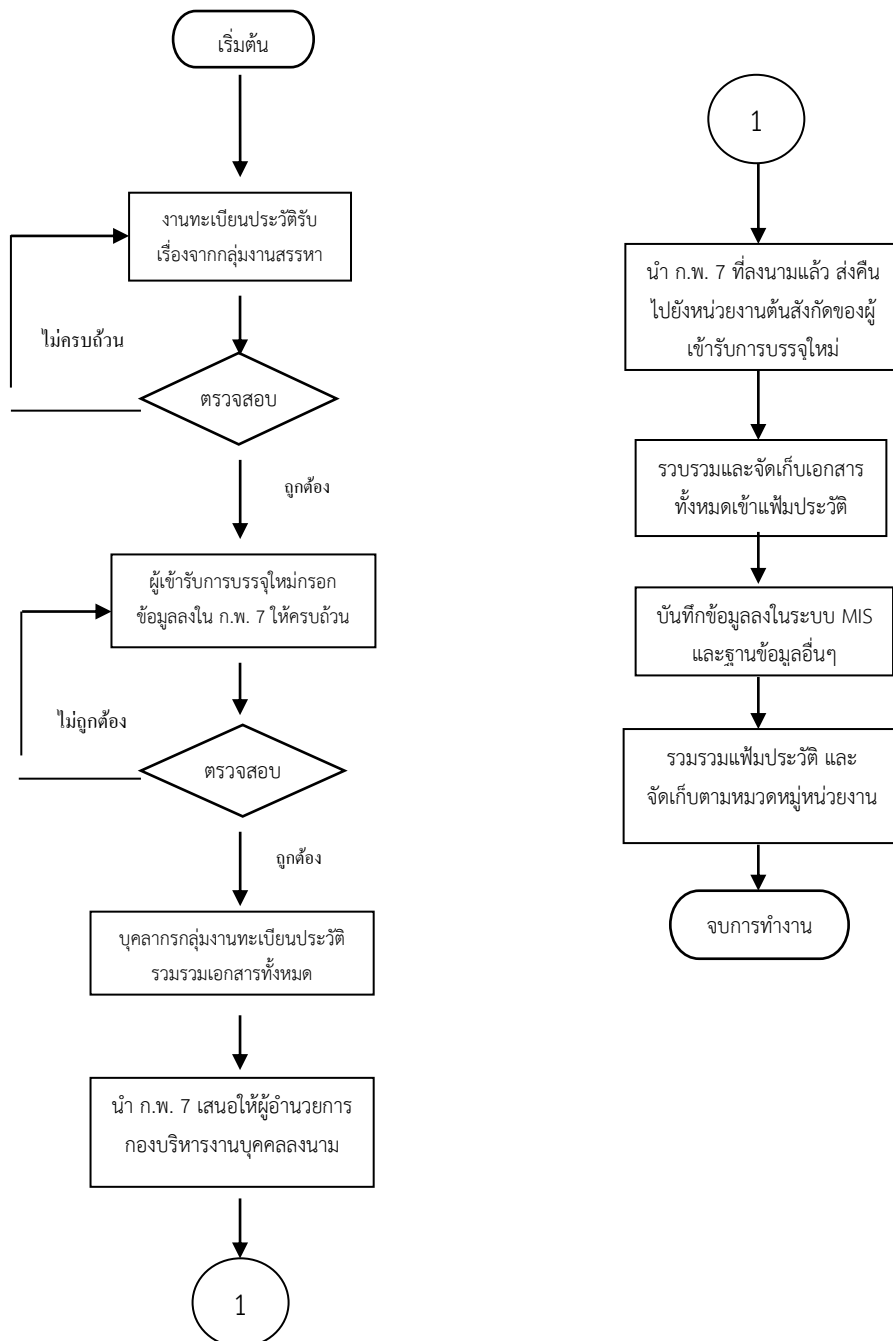 เริ่มต้น
งานทะเบียนประวัติรับ
เรื่องจากกลุ่มงานสรรหา
ไม่ครบถ้วน
ตรวจสอบ
ถูกต้อง
ผู้เข้ารับการบรรจุใหม่กรอก
ข้อมูลลงใน ก.พ. 7 ให้ครบถ้วน
ไม่ถูกต้อง
ตรวจสอบ
ถูกต้อง
บุคลากรกลุ่มงานทะเบียนประวัติ
รวมรวมเอกสารทั้งหมด
นำ ก.พ. 7 เสนอให้ผู้อำนวยการ
กองบริหารงานบุคคลลงนาม
1
1
นำ ก.พ. 7 ที่ลงนามแล้ว ส่งคืน
ไปยังหน่วยงานต้นสังกัดของผู้
เข้ารับการบรรจุใหม่
รวบรวมและจัดเก็บเอกสาร
ทั้งหมดเข้าแฟ้มประวัติ
บันทึกข้อมูลลงในระบบ MIS
และฐานข้อมูลอื่นๆ
รวมรวมแฟ้มประวัติ และ
จัดเก็บตามหมวดหมู่หน่วยงาน
จบการทำงาน